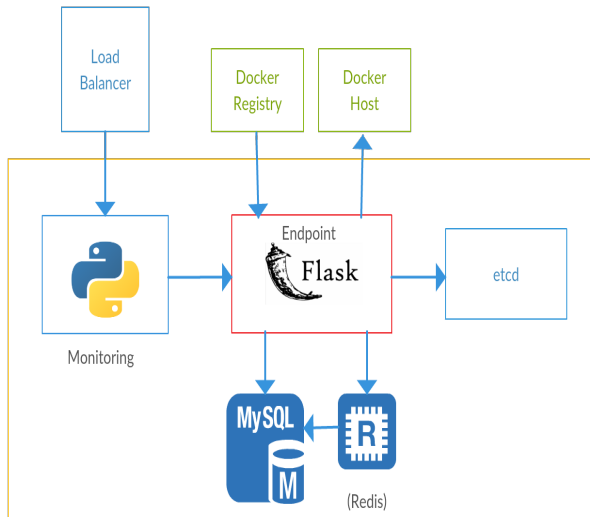 Load
Balancer
Docker
Registry
Docker
Host
Endpoint
Flask
etcd
Monitoring
MySQL
M
R
(Redis)